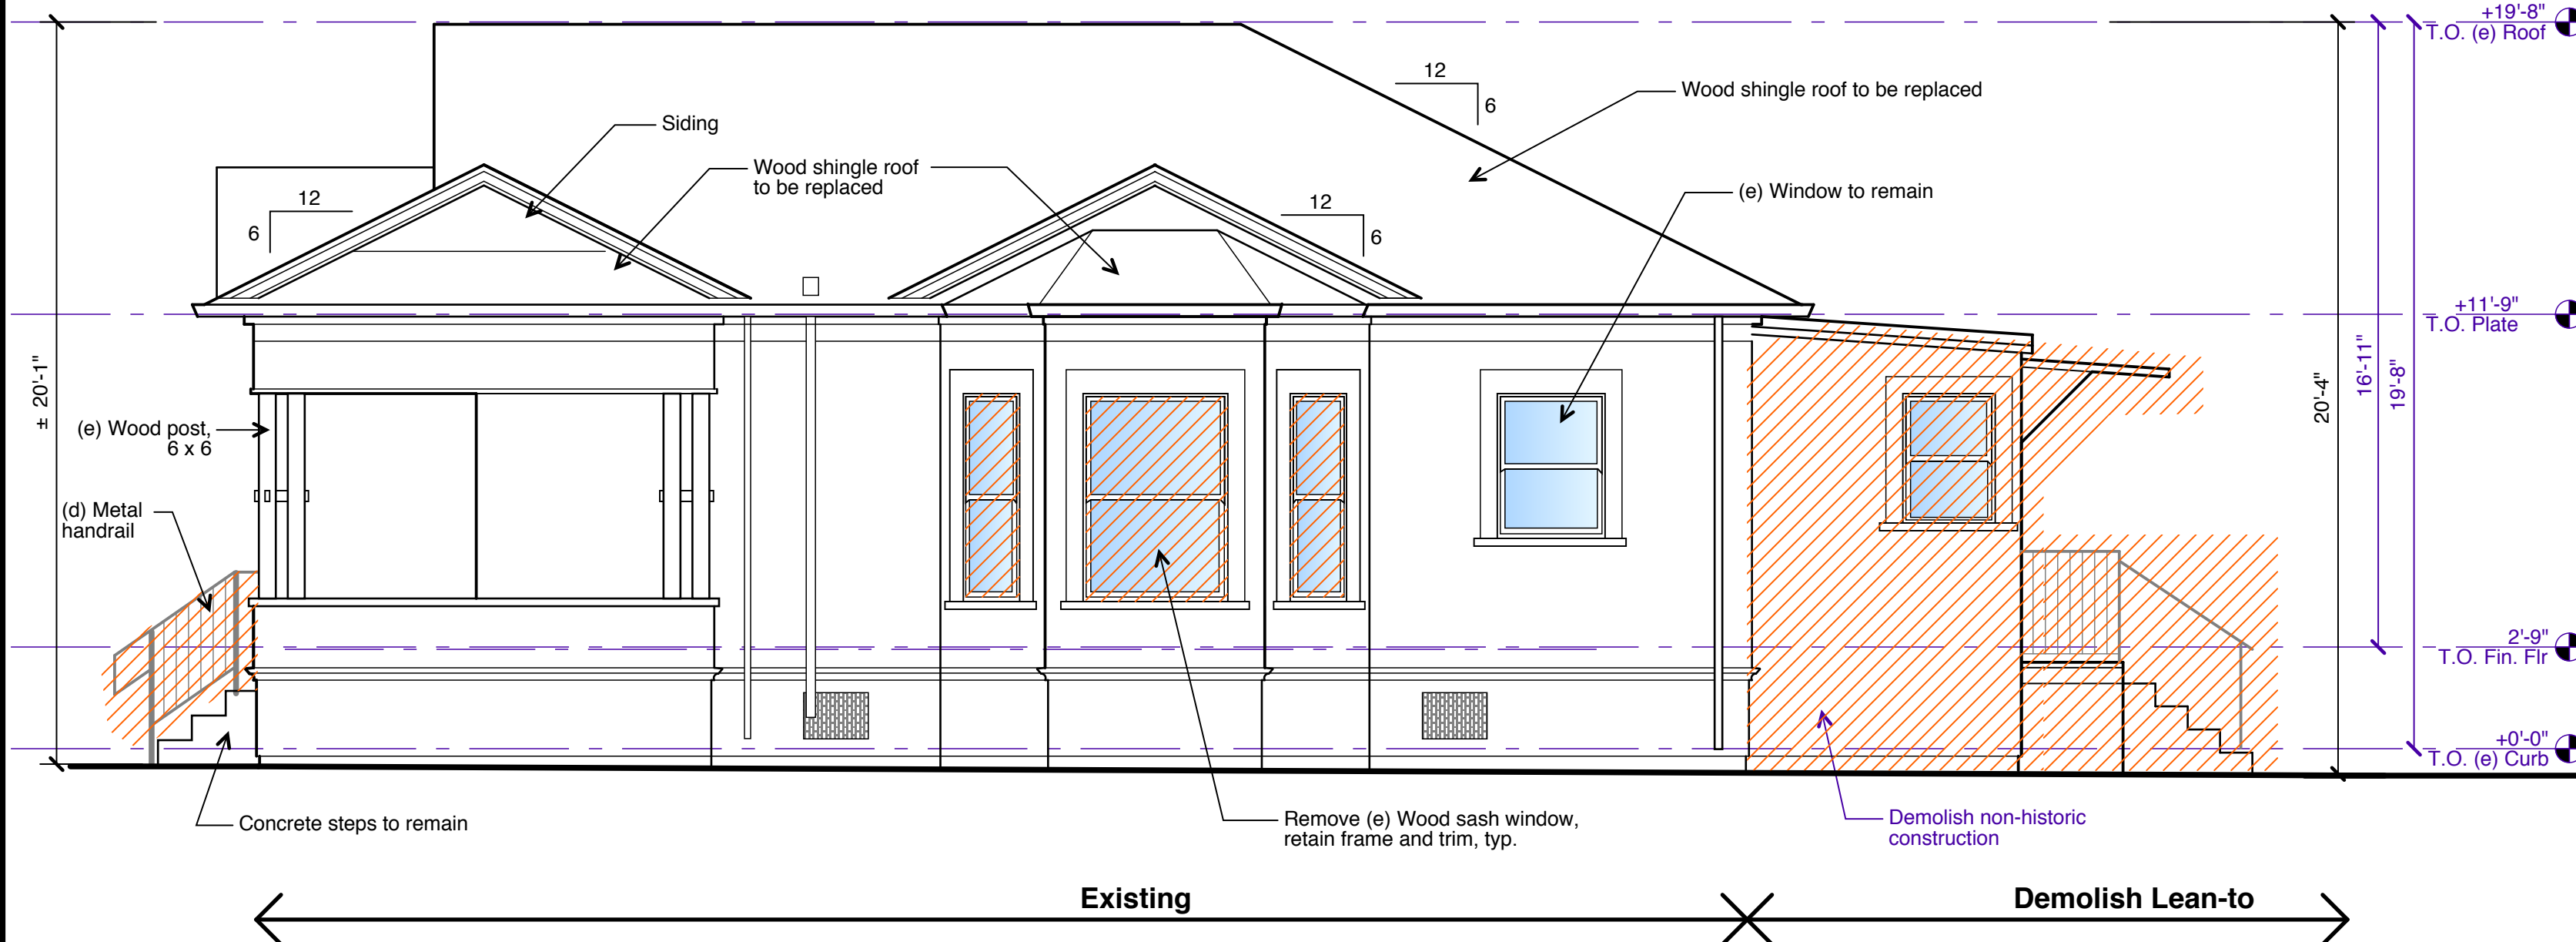 +19'-8"
T.O. (e) Roof
12
6
Wood shingle roof to be replaced
Siding
Wood shingle roof
to be replaced
12
6
12
6
(e) Window to remain
+11'-9"
T.O. Plate
± 20'-1"
20'-4"
16'-11"
19'-8"
(e) Wood post,
6 x 6
(d) Metal
handrail
2'-9"
T.O. Fin. Flr
+0'-0"
T.O. (e) Curb
Concrete steps to remain
Remove (e) Wood sash window,
retain frame and trim, typ.
Demolish non-historic
construction
Existing
Demolish Lean-to